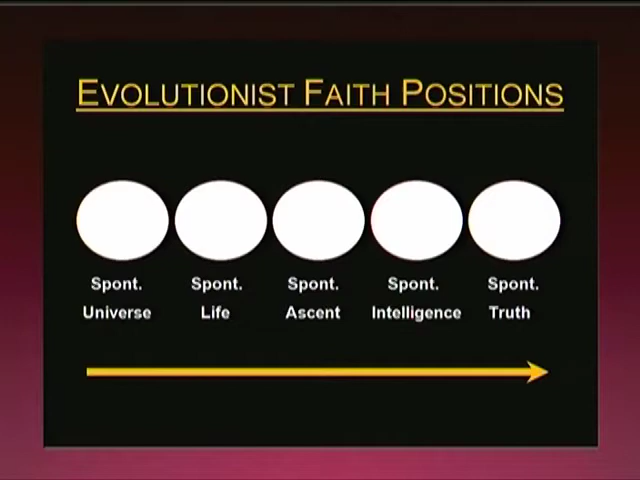 EVOLUTIONIST FAITH POSITIONS
Spont. Spont. Spont. Spont. Spont.
Universe Life Ascent Intelligence Truth